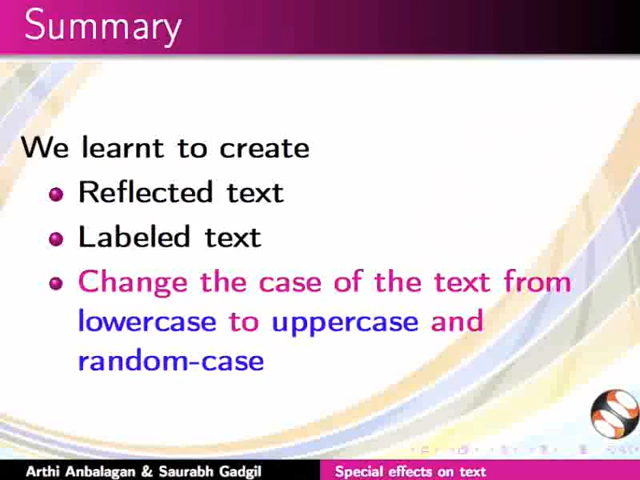 Summary
We learnt to create
Reflected text
Labeled text
Change the case of the text from
lowercase to uppercase and
random-case
Arthi Anbalagan & Saurabh Gadgil
Special effects on text